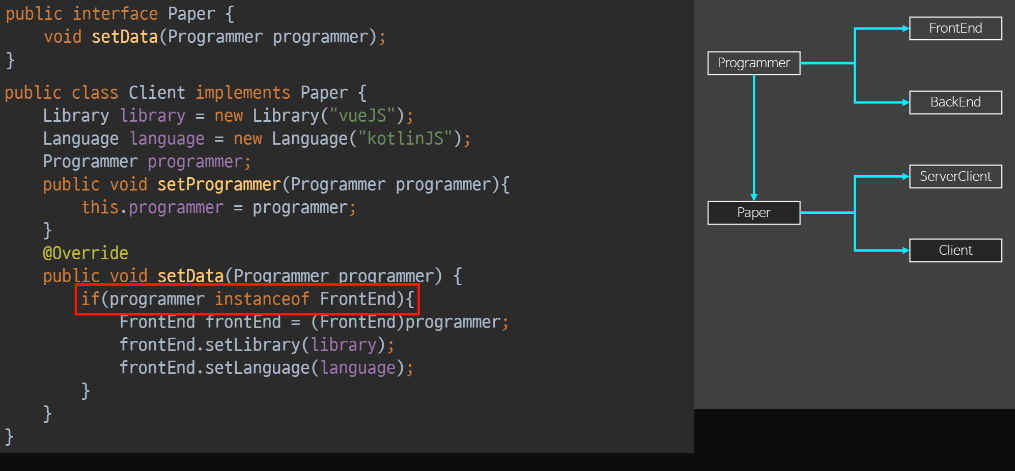 public interface Paper {
void setData(Programmer programmer);
}
public class Client implements Paper {
Library library = new Library("vueJS");
Language language = new Language("kotlinJS");
Programmer programmer;
public void setProgrammer(Programmer programmer){
this.programmer = programmer;
}
@Override
public void setData(Programmer programmer) {
if(programmer instanceof FrontEnd){
FrontEnd frontEnd = (FrontEnd)programmer;
frontEnd.setLibrary(library);
frontEnd.setLanguage(language);
}
}
}
FrontEnd
Programmer
BackEnd
ServerClient
Paper
Client